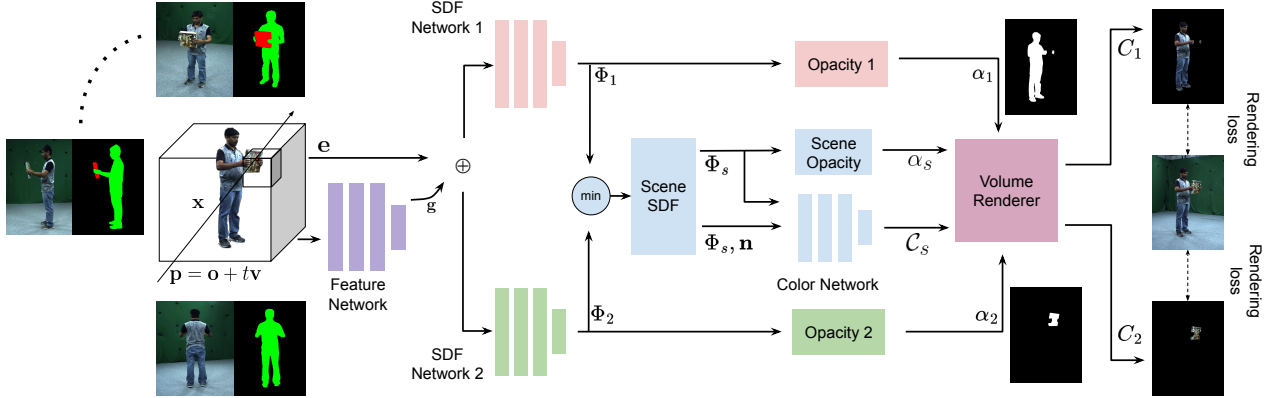 SDF
Network 1
Φ₁
Opacity 1
α₁
C₁
Rendering
loss
e
⊕
g
x
p = o + tv
Feature
Network
min
Scene
SDF
Φₛ
Φₛ, n
Scene
Opacity
αₛ
𝒞ₛ
Color Network
Volume
Renderer
Rendering
loss
SDF
Network 2
Φ₂
Opacity 2
α₂
C₂